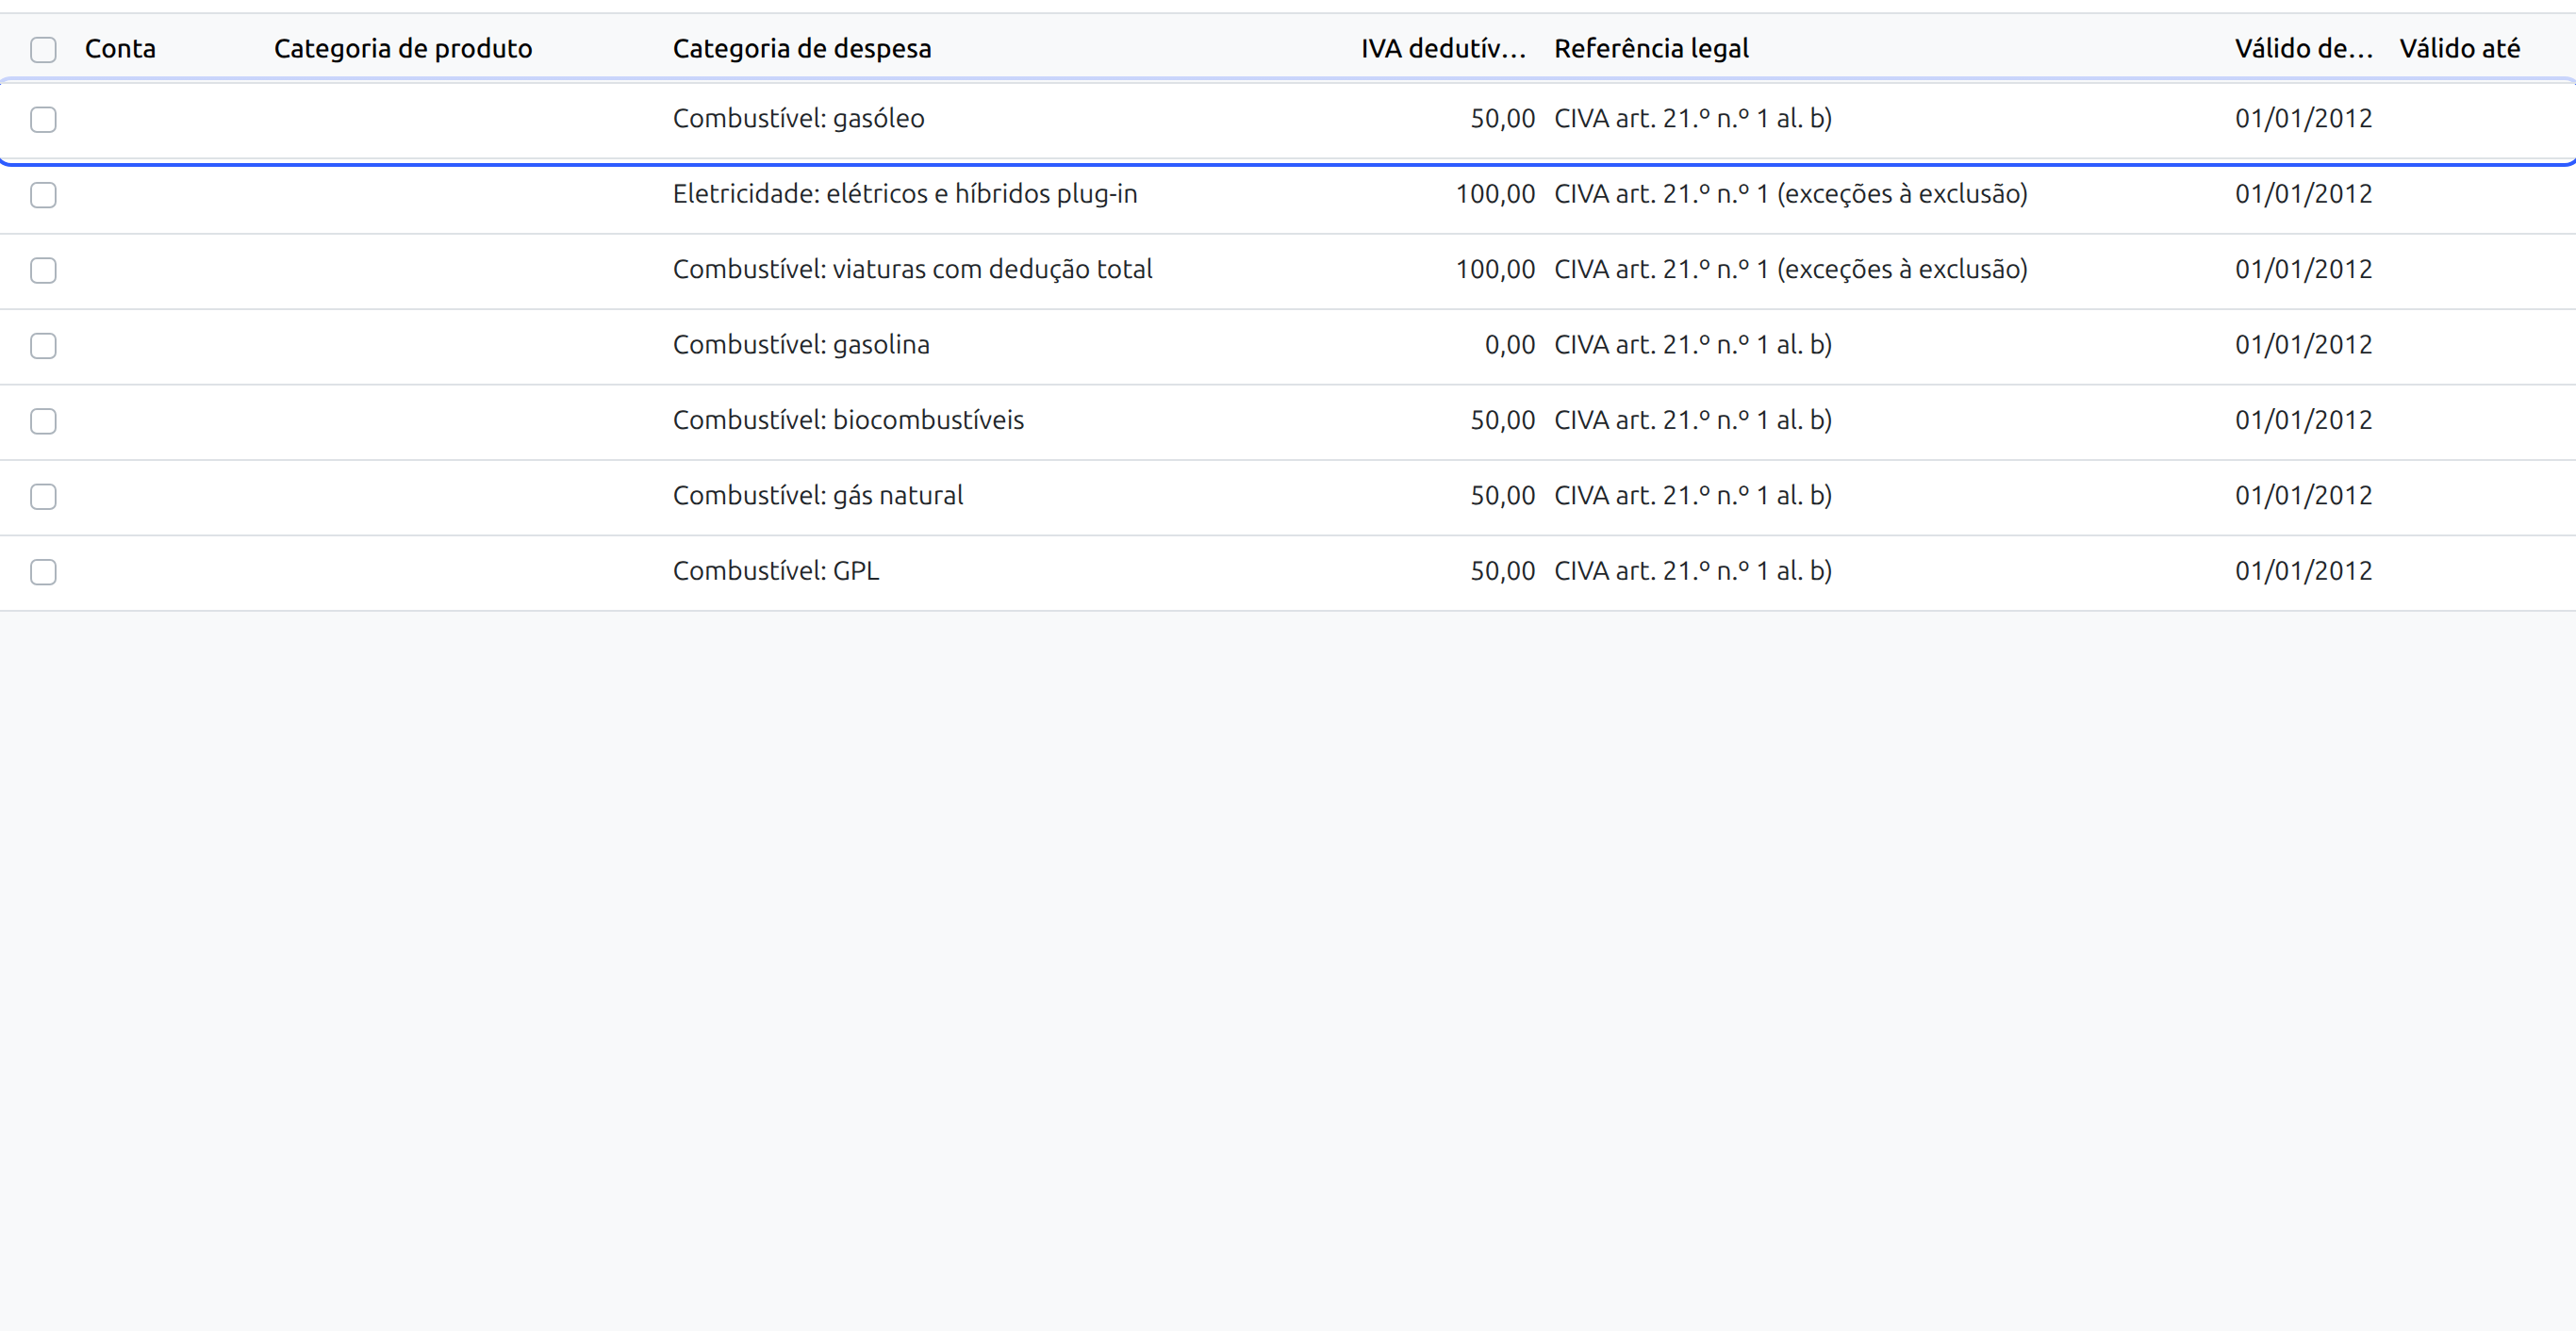 Conta Categoria de produto Categoria de despesa IVA dedutív... Referência legal Válido de... Válido até
Combustível: gasóleo 50,00 CIVA art. 21.º n.º 1 al. b) 01/01/2012
Eletricidade: elétricos e híbridos plug-in 100,00 CIVA art. 21.º n.º 1 (exceções à exclusão) 01/01/2012
Combustível: viaturas com dedução total 100,00 CIVA art. 21.º n.º 1 (exceções à exclusão) 01/01/2012
Combustível: gasolina 0,00 CIVA art. 21.º n.º 1 al. b) 01/01/2012
Combustível: biocombustíveis 50,00 CIVA art. 21.º n.º 1 al. b) 01/01/2012
Combustível: gás natural 50,00 CIVA art. 21.º n.º 1 al. b) 01/01/2012
Combustível: GPL 50,00 CIVA art. 21.º n.º 1 al. b) 01/01/2012